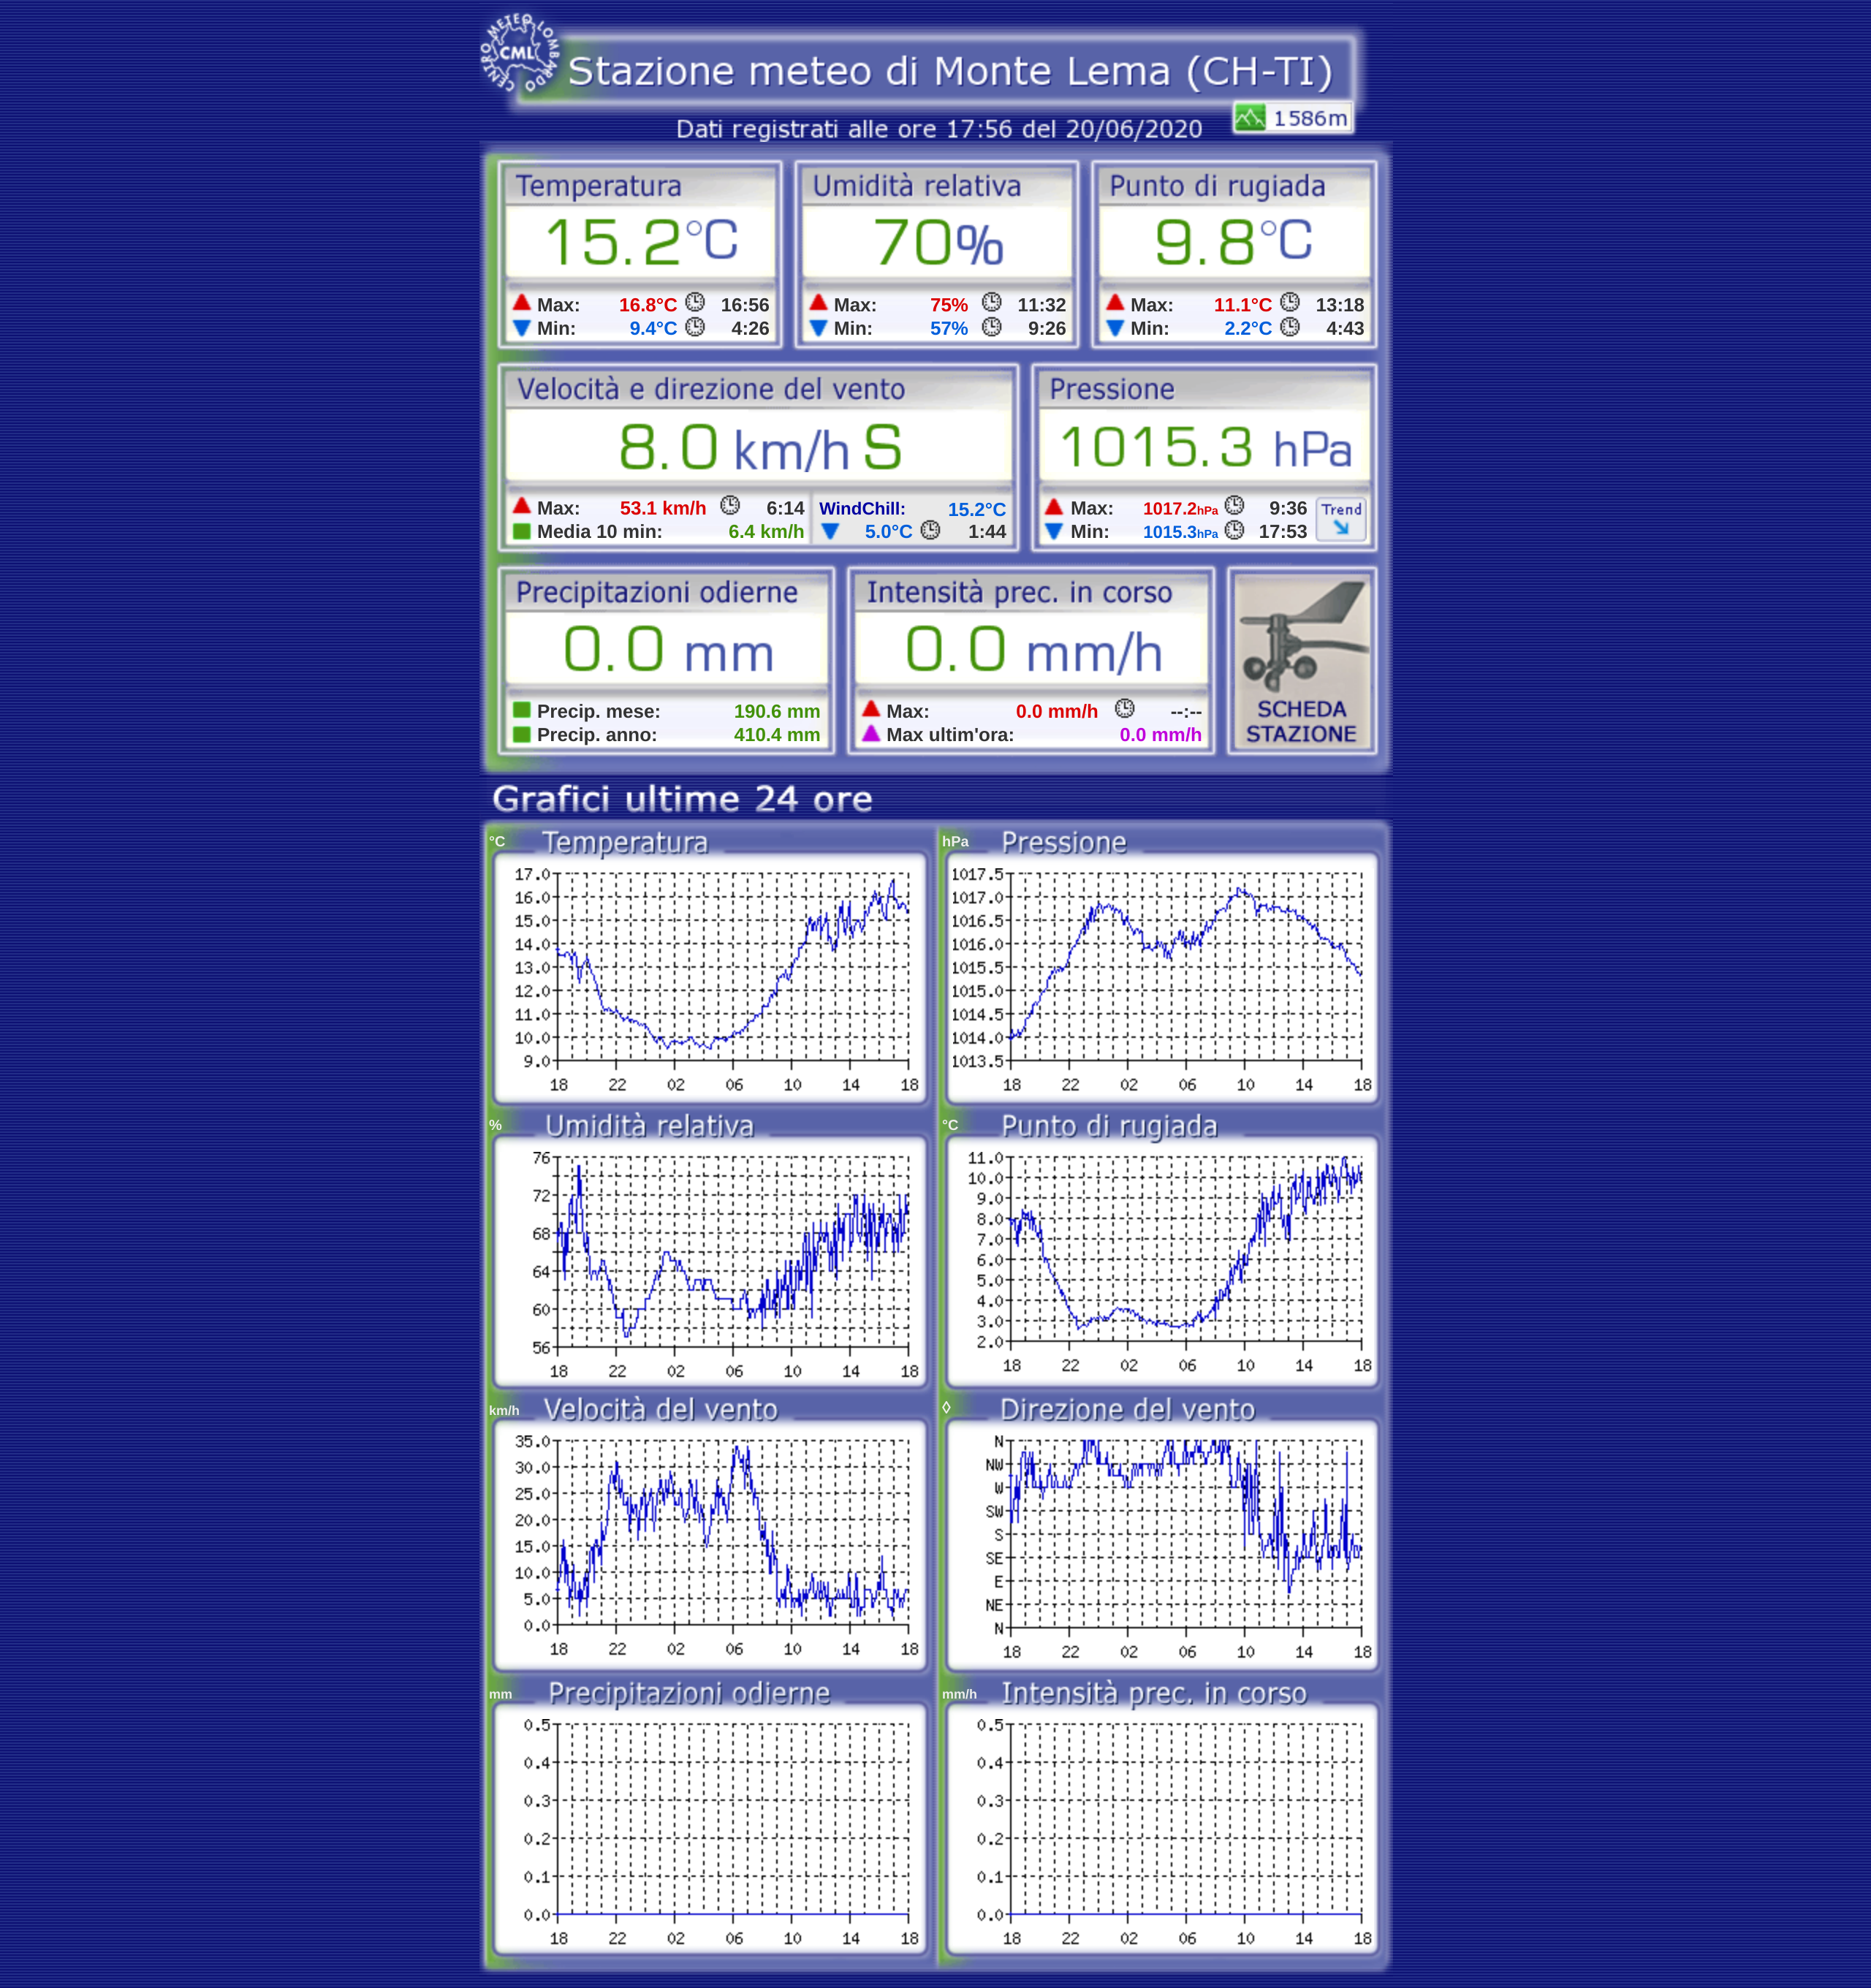 CENTRO METEO LOMBARDO
CML
Stazione meteo di Monte Lema (CH-TI)
1586m
Dati registrati alle ore 17:56 del 20/06/2020
Temperatura Umidità relativa Punto di rugiada
15.2°C 70% 9.8°C
Max: 16.8°C 16:56 Max: 75% 11:32 Max: 11.1°C 13:18
Min: 9.4°C 4:26 Min: 57% 9:26 Min: 2.2°C 4:43
Velocità e direzione del vento Pressione
8.0 km/h S 1015.3 hPa
Max: 53.1 km/h 6:14 WindChill: 15.2°C Max: 1017.2hPa 9:36 Trend
Media 10 min: 6.4 km/h 5.0°C 1:44 Min: 1015.3hPa 17:53
Precipitazioni odierne Intensità prec. in corso
0.0 mm 0.0 mm/h
Precip. mese: 190.6 mm Max: 0.0 mm/h --:-- SCHEDA
Precip. anno: 410.4 mm Max ultim'ora: 0.0 mm/h STAZIONE
Grafici ultime 24 ore
°C Temperatura
17.0
16.0
15.0
14.0
13.0
12.0
11.0
10.0
9.0
18 22 02 06 10 14 18
hPa Pressione
1017.5
1017.0
1016.5
1016.0
1015.5
1015.0
1014.5
1014.0
1013.5
18 22 02 06 10 14 18
% Umidità relativa
76
72
68
64
60
56
18 22 02 06 10 14 18
°C Punto di rugiada
11.0
10.0
9.0
8.0
7.0
6.0
5.0
4.0
3.0
2.0
18 22 02 06 10 14 18
km/h Velocità del vento
35.0
30.0
25.0
20.0
15.0
10.0
5.0
0.0
18 22 02 06 10 14 18
◊ Direzione del vento
N
NW
W
SW
S
SE
E
NE
N
18 22 02 06 10 14 18
mm Precipitazioni odierne
0.5
0.4
0.3
0.2
0.1
0.0
18 22 02 06 10 14 18
mm/h Intensità prec. in corso
0.5
0.4
0.3
0.2
0.1
0.0
18 22 02 06 10 14 18